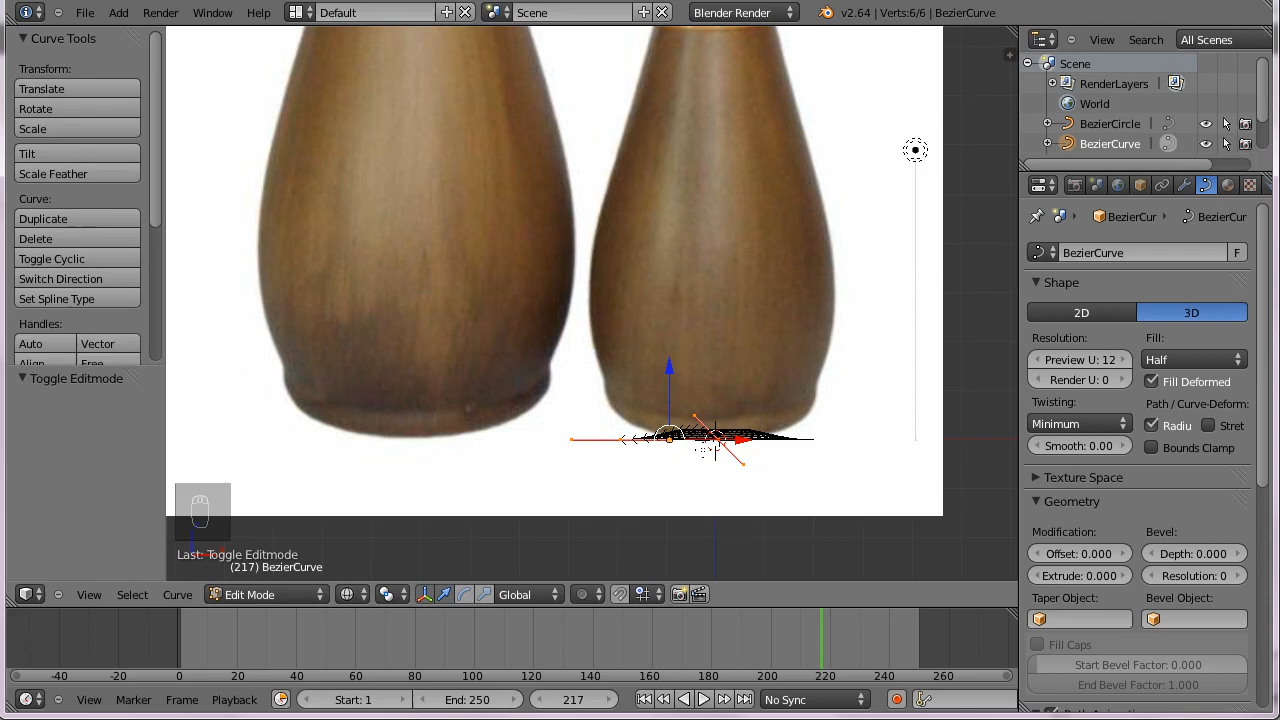 File Add Render Window Help Default Scene Blender Render v2.64 | Verts:6/6 | BezierCurve
Curve Tools
Transform:
Translate
Rotate
Scale
Tilt
Scale Feather
Curve:
Duplicate
Delete
Toggle Cyclic
Switch Direction
Set Spline Type
Handles:
Auto Vector
Toggle Editmode
Last: Toggle Editmode
(217) BezierCurve
View Select Curve Edit Mode Global
-40 -20 0 20 40 60 80 100 120 140 160 180 200 220 240 260
View Marker Frame Playback Start: 1 End: 250 217 No Sync
View Search All Scenes
Scene
RenderLayers
World
BezierCircle
BezierCurve
BezierCur BezierCur
BezierCurve F
Shape
2D 3D
Resolution: Fill:
Preview U: 12 Half
Render U: 0 Fill Deformed
Twisting: Path / Curve-Deform:
Minimum Radiu Stret
Smooth: 0.00 Bounds Clamp
Texture Space
Geometry
Modification: Bevel:
Offset: 0.000 Depth: 0.000
Extrude: 0.000 Resolution: 0
Taper Object: Bevel Object:
Fill Caps
Start Bevel Factor: 0.000
End Bevel Factor: 1.000